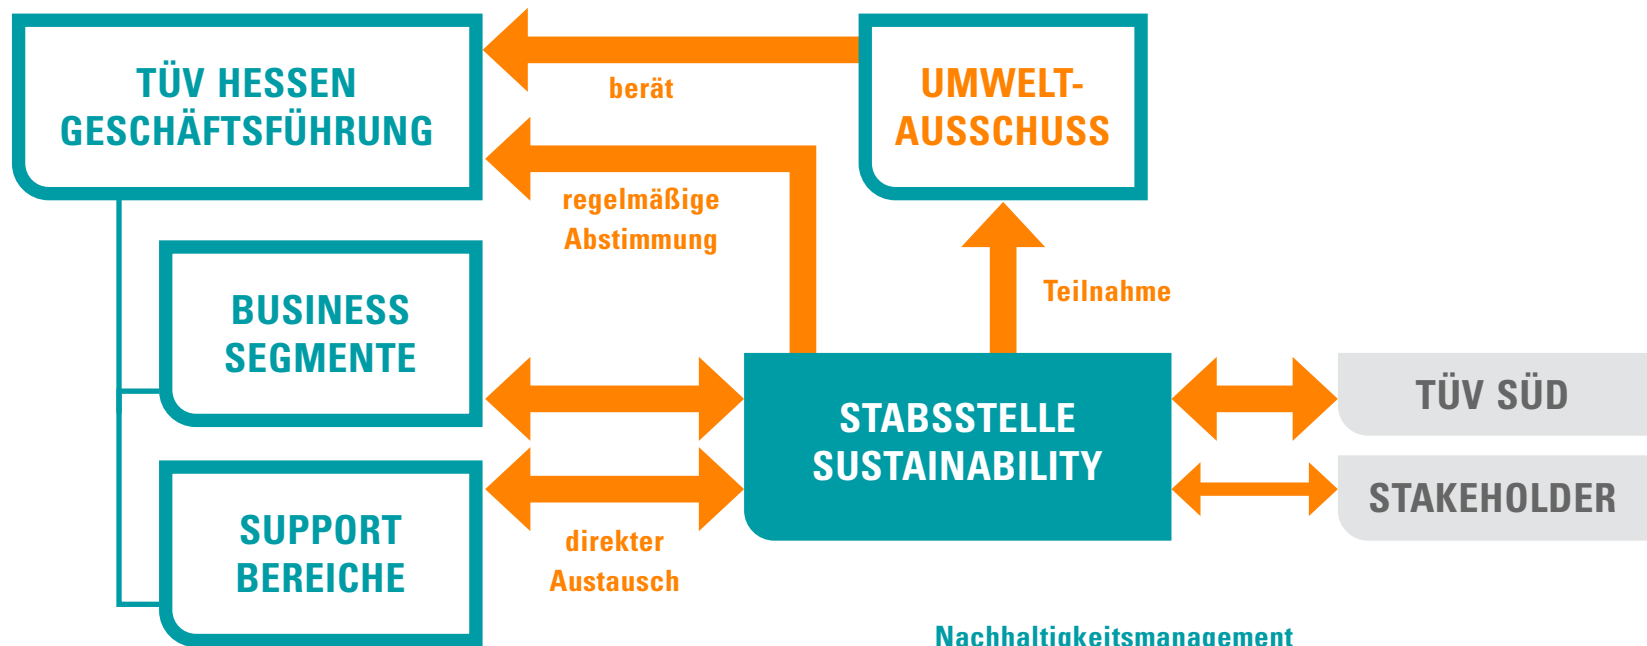 TÜV HESSEN
GESCHÄFTSFÜHRUNG
berät
UMWELT-
AUSSCHUSS
regelmäßige
Abstimmung
BUSINESS
SEGMENTE
Teilnahme
STABSSTELLE
SUSTAINABILITY
TÜV SÜD
STAKEHOLDER
SUPPORT
BEREICHE
direkter
Austausch
Nachhaltigkeitsmanagement